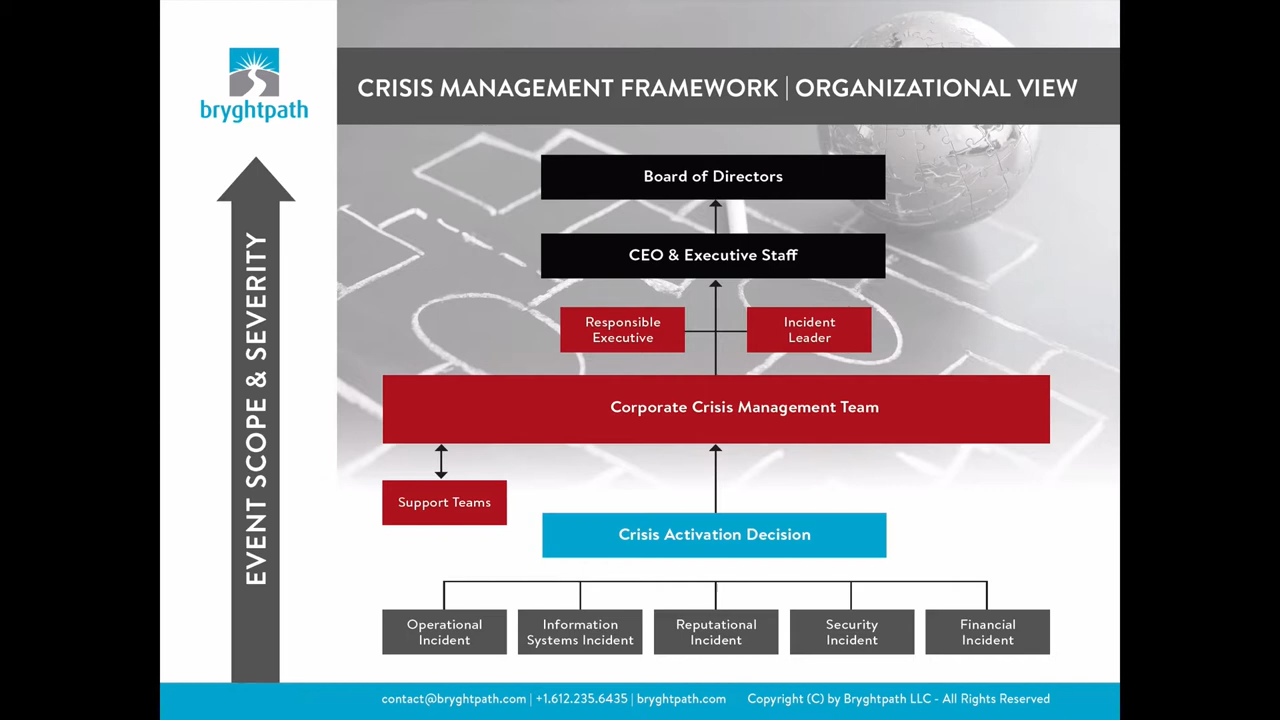 bryghtpath
CRISIS MANAGEMENT FRAMEWORK | ORGANIZATIONAL VIEW
EVENT SCOPE & SEVERITY
Board of Directors
CEO & Executive Staff
Responsible
Executive
Incident
Leader
Corporate Crisis Management Team
Support Teams
Crisis Activation Decision
Operational
Incident
Information
Systems Incident
Reputational
Incident
Security
Incident
Financial
Incident
contact@bryghtpath.com | +1.612.235.6435 | bryghtpath.com
Copyright (C) by Bryghtpath LLC - All Rights Reserved